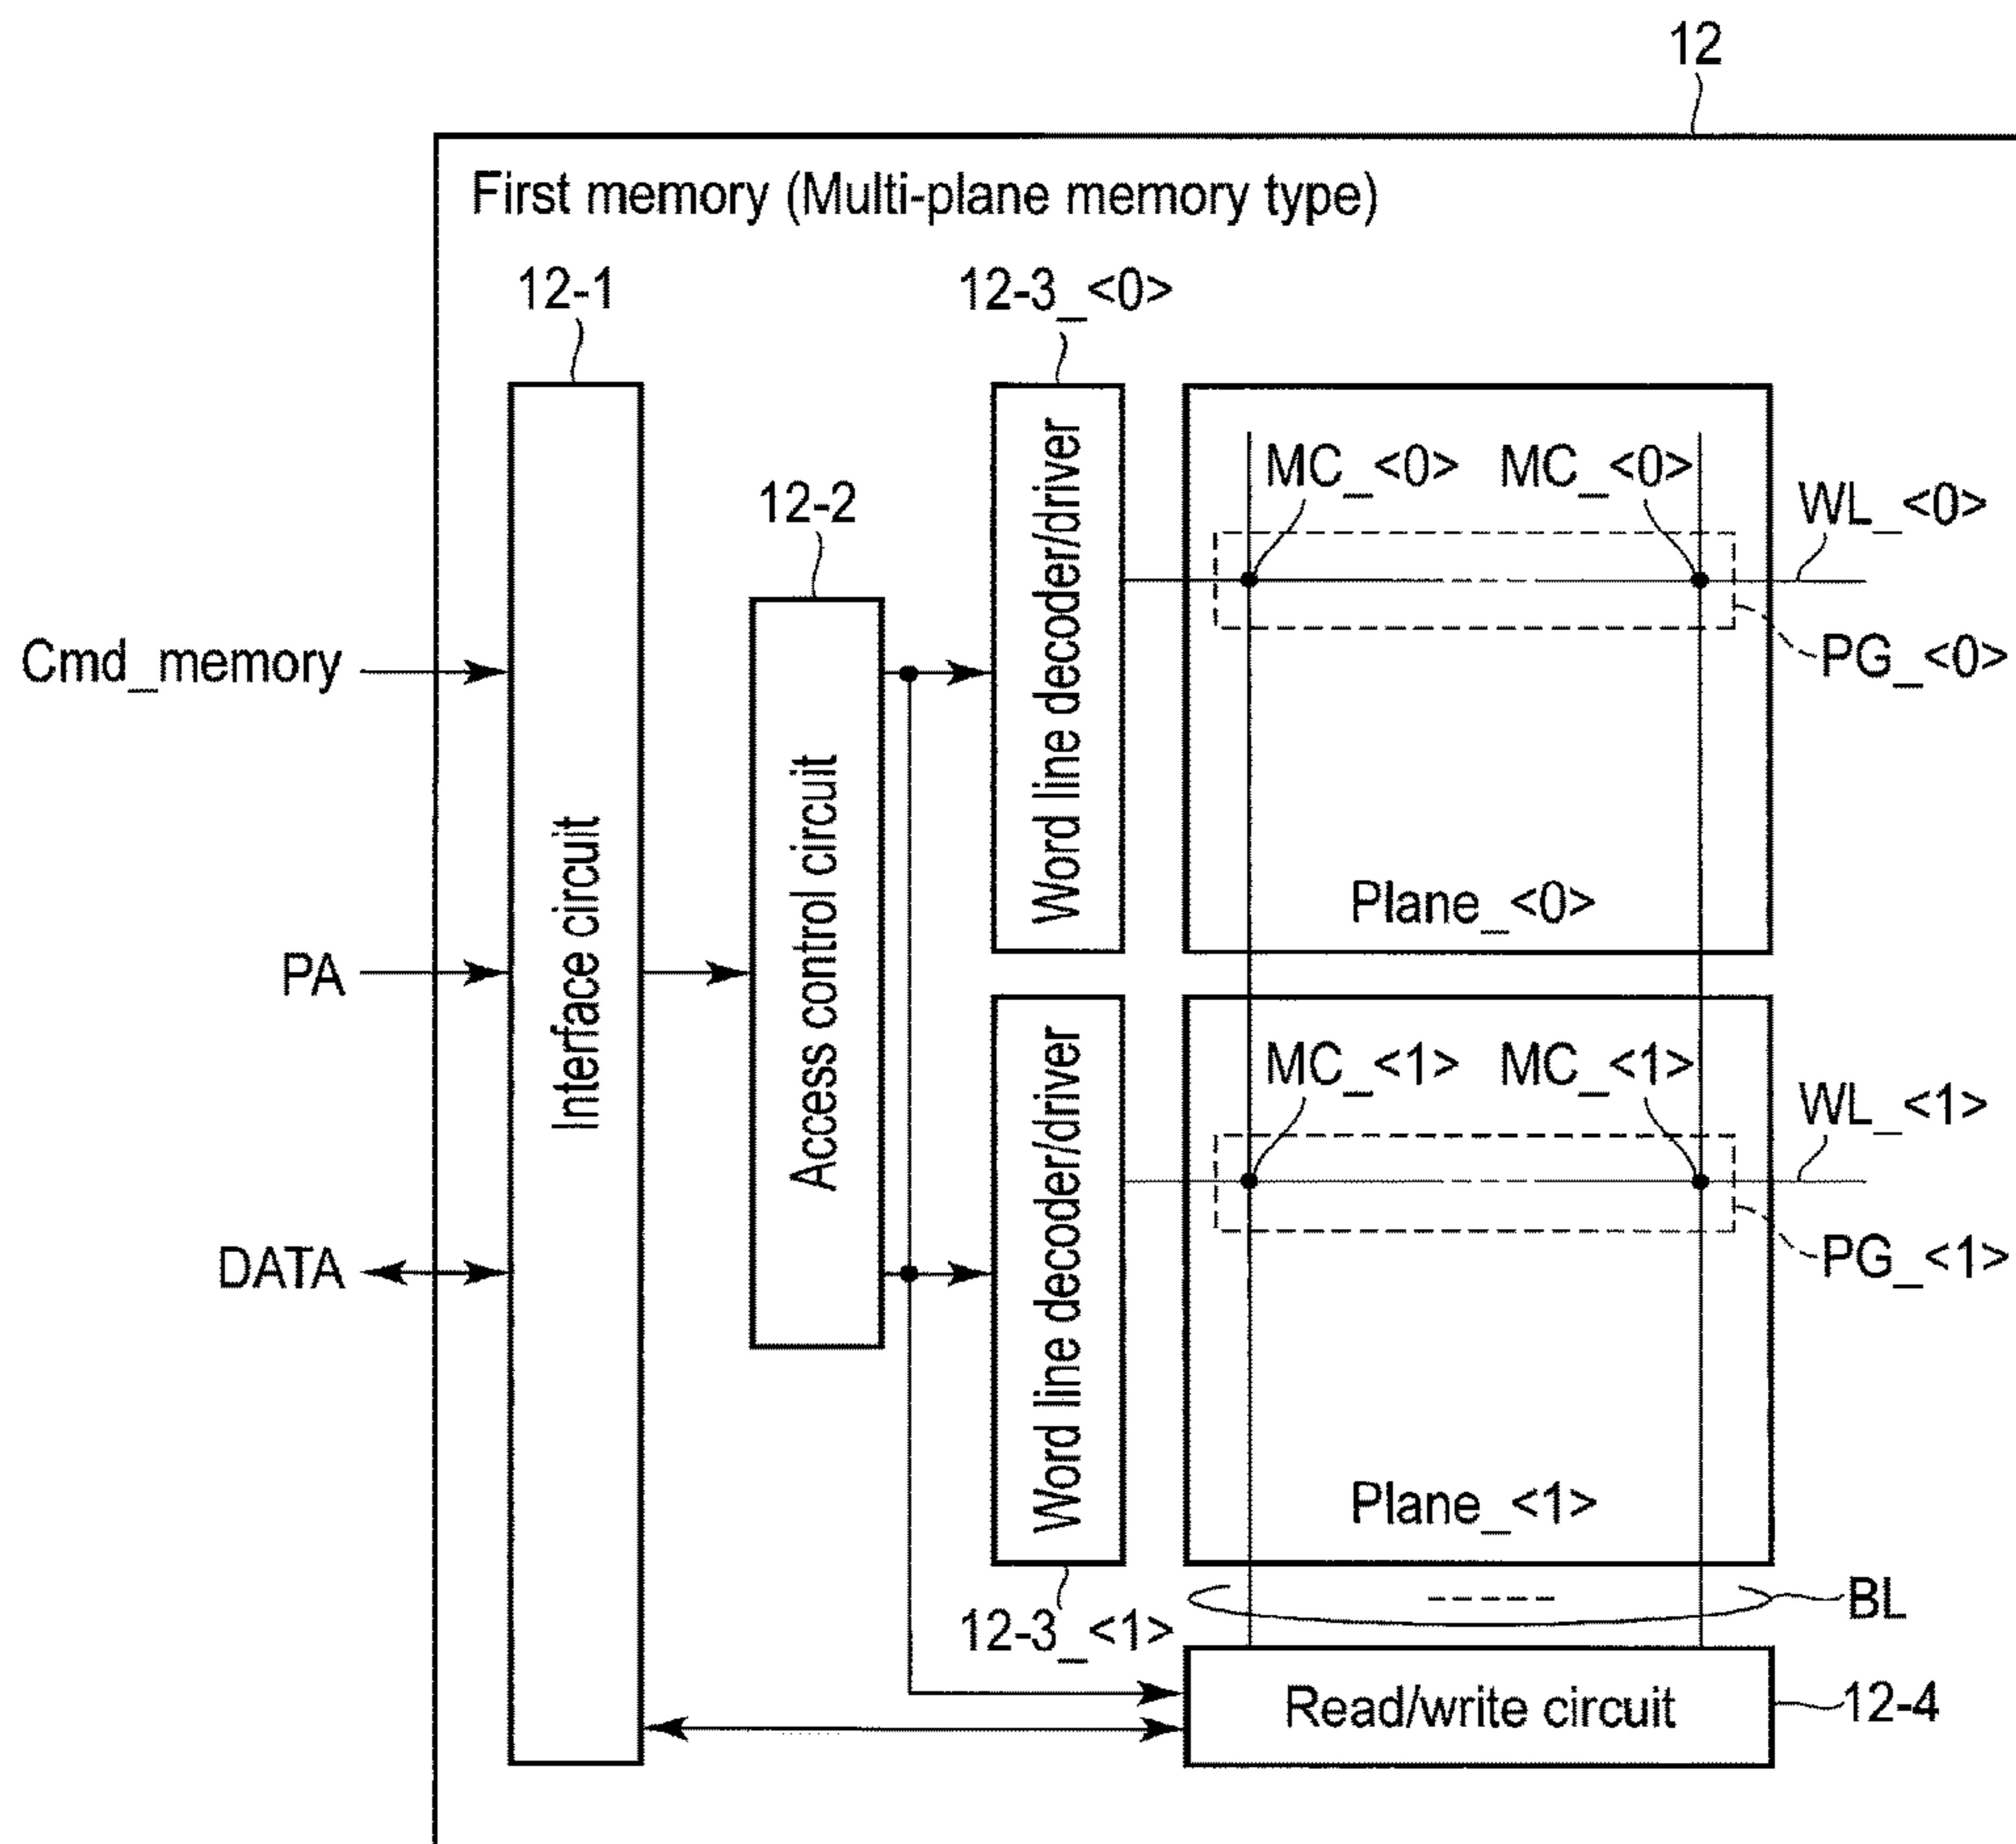 12
First memory (Multi-plane memory type)
12-1
12-3_<0>
12-2
Cmd_memory
PA
DATA
Interface circuit
Access control circuit
Word line decoder/driver
MC_<0> MC_<0>
WL_<0>
PG_<0>
Plane_<0>
Word line decoder/driver
MC_<1> MC_<1>
WL_<1>
PG_<1>
Plane_<1>
12-3_<1>
BL
Read/write circuit
12-4